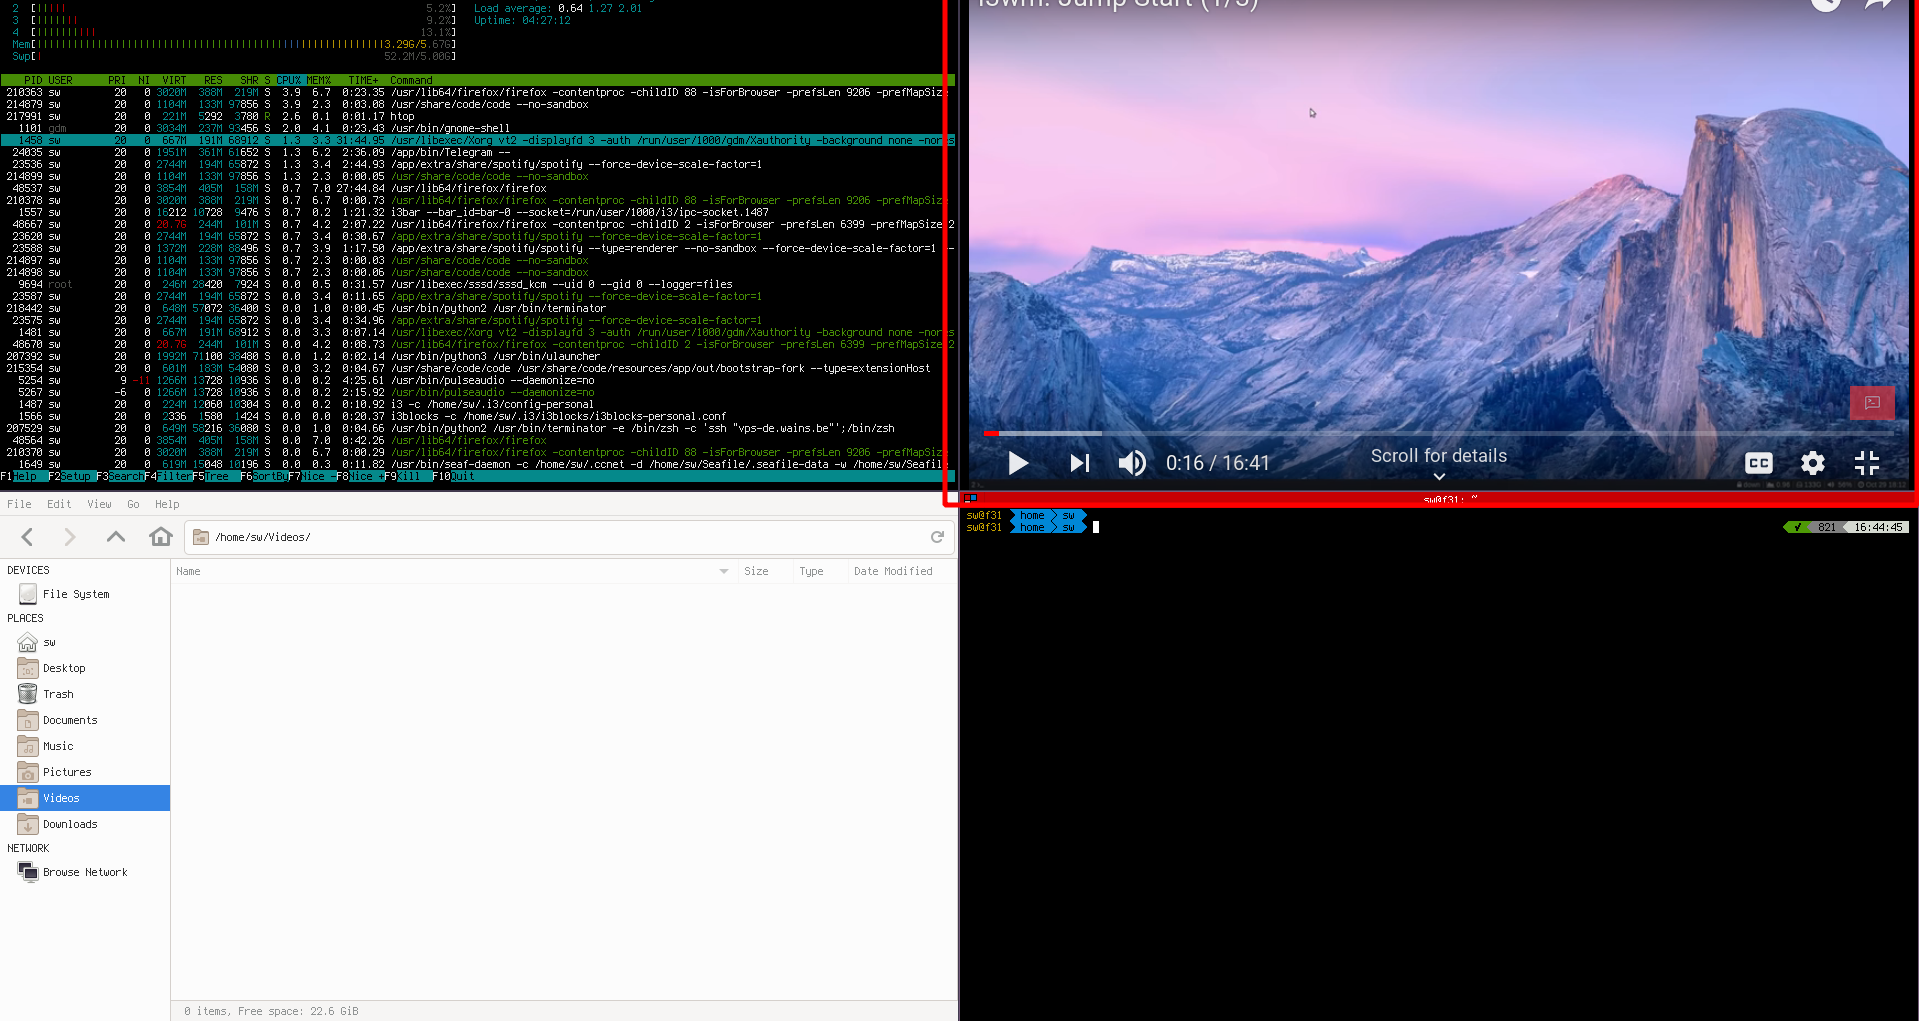 2 [|||| 5.2%] Load average: 0.64 1.27 2.01
3 [||||| 9.2%] Uptime: 04:27:12
4 [|||||||| 13.1%]
Mem[||||||||||||||||||||||||||||||||||||||||||||||||||||||||||3.29G/5.67G]
Swp[| 52.2M/5.00G]
PID USER PRI NI VIRT RES SHR S CPU% MEM% TIME+ Command
210363 sw 20 0 3020M 388M 219M S 3.9 6.7 0:23.35 /usr/lib64/firefox/firefox -contentproc -childID 88 -isForBrowser -prefsLen 9206 -prefMapSiz
214879 sw 20 0 1104M 133M 97856 S 3.9 2.3 0:03.08 /usr/share/code/code --no-sandbox
217991 sw 20 0 221M 5292 3780 R 2.6 0.1 0:01.17 htop
1101 gdm 20 0 3034M 237M 93456 S 2.0 4.1 0:23.43 /usr/bin/gnome-shell
1458 sw 20 0 667M 191M 68912 S 1.3 3.3 31:44.95 /usr/libexec/Xorg vt2 -displayfd 3 -auth /run/user/1000/gdm/Xauthority -background none -nores
24035 sw 20 0 1951M 361M 61652 S 1.3 6.2 2:36.09 /app/bin/Telegram --
23536 sw 20 0 2744M 194M 65872 S 1.3 3.4 2:44.93 /app/extra/share/spotify/spotify --force-device-scale-factor=1
214899 sw 20 0 1104M 133M 97856 S 1.3 2.3 0:00.05 /usr/share/code/code --no-sandbox
48537 sw 20 0 3854M 405M 158M S 0.7 7.0 27:44.84 /usr/lib64/firefox/firefox
210378 sw 20 0 3020M 388M 219M S 0.7 6.7 0:00.73 /usr/lib64/firefox/firefox -contentproc -childID 88 -isForBrowser -prefsLen 9206 -prefMapSiz
1557 sw 20 0 16212 10728 9476 S 0.7 0.2 1:21.32 i3bar --bar_id=bar-0 --socket=/run/user/1000/i3/ipc-socket.1487
48667 sw 20 0 20.7G 244M 101M S 0.7 4.2 2:07.22 /usr/lib64/firefox/firefox -contentproc -childID 2 -isForBrowser -prefsLen 6399 -prefMapSize 2
23620 sw 20 0 2744M 194M 65872 S 0.7 3.4 0:30.67 /app/extra/share/spotify/spotify --force-device-scale-factor=1
23568 sw 20 0 1372M 228M 88496 S 0.7 3.9 1:17.50 /app/extra/share/spotify/spotify --type=renderer --no-sandbox --force-device-scale-factor=1 --
214897 sw 20 0 1104M 133M 97856 S 0.7 2.3 0:00.03 /usr/share/code/code --no-sandbox
214898 sw 20 0 1104M 133M 97856 S 0.7 2.3 0:00.06 /usr/share/code/code --no-sandbox
9694 root 20 0 246M 28420 7924 S 0.0 0.5 0:31.57 /usr/libexec/sssd/sssd_kcm --uid 0 --gid 0 --logger=files
23587 sw 20 0 2744M 194M 65872 S 0.0 3.4 0:11.65 /app/extra/share/spotify/spotify --force-device-scale-factor=1
218442 sw 20 0 648M 57072 36400 S 0.0 1.0 0:00.45 /usr/bin/python2 /usr/bin/terminator
23575 sw 20 0 2744M 194M 65872 S 0.0 3.4 0:34.96 /app/extra/share/spotify/spotify --force-device-scale-factor=1
1461 sw 20 0 667M 191M 68912 S 0.0 3.3 0:07.14 /usr/libexec/Xorg vt2 -displayfd 3 -auth /run/user/1000/gdm/Xauthority -background none -nores
48670 sw 20 0 20.7G 244M 101M S 0.0 4.2 0:08.73 /usr/lib64/firefox/firefox -contentproc -childID 2 -isForBrowser -prefsLen 6399 -prefMapSize 2
207392 sw 20 0 1992M 71100 38480 S 0.0 1.2 0:02.14 /usr/bin/python3 /usr/bin/ulauncher
215354 sw 20 0 601M 183M 54080 S 0.0 3.2 0:04.67 /usr/share/code/code /usr/share/code/resources/app/out/bootstrap-fork --type=extensionHost
5254 sw 9 -11 1266M 13728 10936 S 0.0 0.2 4:25.61 /usr/bin/pulseaudio --daemonize=no
5267 sw -6 0 1266M 13728 10936 S 0.0 0.2 2:15.92 /usr/bin/pulseaudio --daemonize=no
1487 sw 20 0 224M 12060 10304 S 0.0 0.2 0:10.92 i3 -c /home/sw/.i3/config-personal
1566 sw 20 0 2336 1580 1424 S 0.0 0.0 0:20.37 i3blocks -c /home/sw/.i3/i3blocks/i3blocks-personal.conf
207529 sw 20 0 649M 58216 36080 S 0.0 1.0 0:04.66 /usr/bin/python2 /usr/bin/terminator -e /bin/zsh -c 'ssh "vps-de.wains.be"';/bin/zsh
48564 sw 20 0 3854M 405M 158M S 0.0 7.0 0:42.26 /usr/lib64/firefox/firefox
210370 sw 20 0 3020M 388M 219M S 0.0 6.7 0:00.29 /usr/lib64/firefox/firefox -contentproc -childID 88 -isForBrowser -prefsLen 9206 -prefMapSiz
1649 sw 20 0 619M 15048 10196 S 0.0 0.3 0:11.82 /usr/bin/seaf-daemon -c /home/sw/.ccnet -d /home/sw/Seafile/.seafile-data -w /home/sw/Seafile
F1Help F2Setup F3SearchF4FilterF5Tree F6SortByF7Nice -F8Nice +F9Kill F10Quit
i3wm: Jump Start (1/3)
0:16 / 16:41
Scroll for details
CC
sw@f31: ~
sw@f31 home sw
sw@f31 home sw
✓ 821 16:44:45
File Edit View Go Help
/home/sw/Videos/
DEVICES
File System
PLACES
sw
Desktop
Trash
Documents
Music
Pictures
Videos
Downloads
NETWORK
Browse Network
Name Size Type Date Modified
0 items, Free space: 22.6 GiB